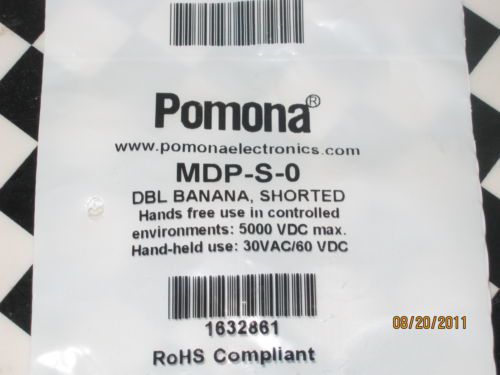 Pomona®
www.pomonaelectronics.com
MDP-S-0
DBL BANANA, SHORTED
Hands free use in controlled
environments: 5000 VDC max.
Hand-held use: 30VAC/60 VDC
1632861
RoHS Compliant
08/20/2011